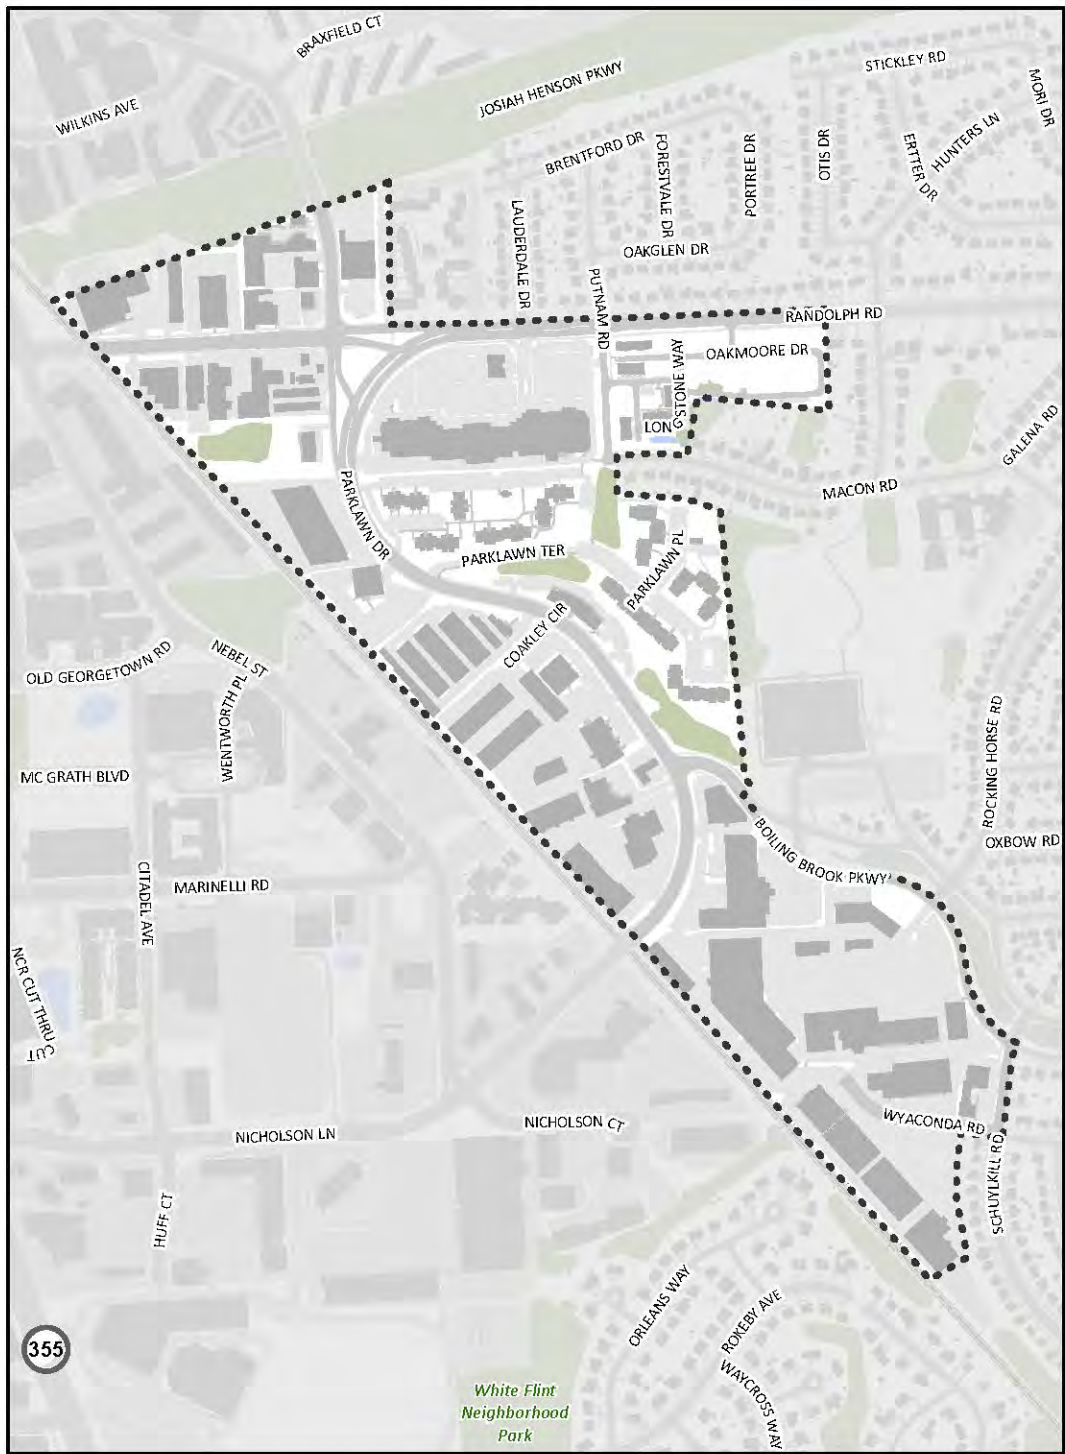 BRAXFIELD CT
STICKLEY RD
JOSIAH HENSON PKWY
MORI DR
WILKINS AVE
HUNTERS LN
BRENTFORD DR
FORESTVALE DR
PORTREE DR
OTIS DR
ERTTER DR
LAUDERDALE DR
OAKGLEN DR
PUTNAM RD
RANDOLPH RD
OAKMOORE DR
GSTONE WAY
LON
GALENA RD
MACON RD
PARKLAWN DR
PARKLAWN TER
PARKLAWN PL
COAKLEY CIR
OLD GEORGETOWN RD
NEBEL ST
WENTWORTH PL
MC GRATH BLVD
ROCKING HORSE RD
OXBOW RD
BOILING BROOK PKWY
MARINELLI RD
CITADEL AVE
NCR CUT THRU
CUT
WYACONDA RD
NICHOLSON LN
NICHOLSON CT
SCHUYLKILL RD
HUFF CT
ORLEANS WAY
ROKEBY AVE
355
WAYCROSS WAY
White Flint
Neighborhood
Park